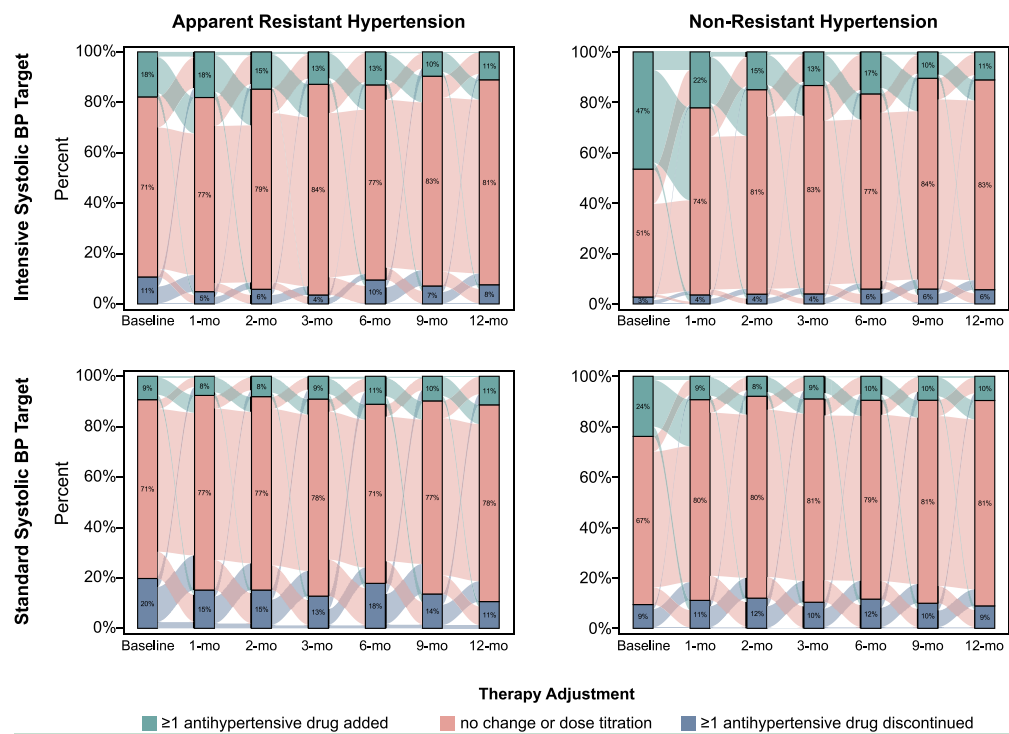 Apparent Resistant Hypertension
Non-Resistant Hypertension
Intensive Systolic BP Target
Percent
100%
80%
60%
40%
20%
0%
18% 18% 15% 13% 13% 10% 11%
71% 77% 79% 84% 77% 83% 81%
11% 5% 6% 4% 10% 7% 8%
Baseline 1-mo 2-mo 3-mo 6-mo 9-mo 12-mo
100%
80%
60%
40%
20%
0%
47% 22% 15% 13% 17% 10% 11%
51% 74% 81% 83% 77% 84% 83%
3% 4% 4% 4% 6% 6% 6%
Baseline 1-mo 2-mo 3-mo 6-mo 9-mo 12-mo
Standard Systolic BP Target
Percent
100%
80%
60%
40%
20%
0%
9% 8% 8% 9% 11% 10% 11%
71% 77% 77% 78% 71% 77% 78%
20% 15% 15% 13% 18% 14% 11%
Baseline 1-mo 2-mo 3-mo 6-mo 9-mo 12-mo
100%
80%
60%
40%
20%
0%
24% 9% 8% 9% 10% 10% 10%
67% 80% 80% 81% 79% 81% 81%
9% 11% 12% 10% 12% 10% 9%
Baseline 1-mo 2-mo 3-mo 6-mo 9-mo 12-mo
Therapy Adjustment
≥1 antihypertensive drug added
no change or dose titration
≥1 antihypertensive drug discontinued